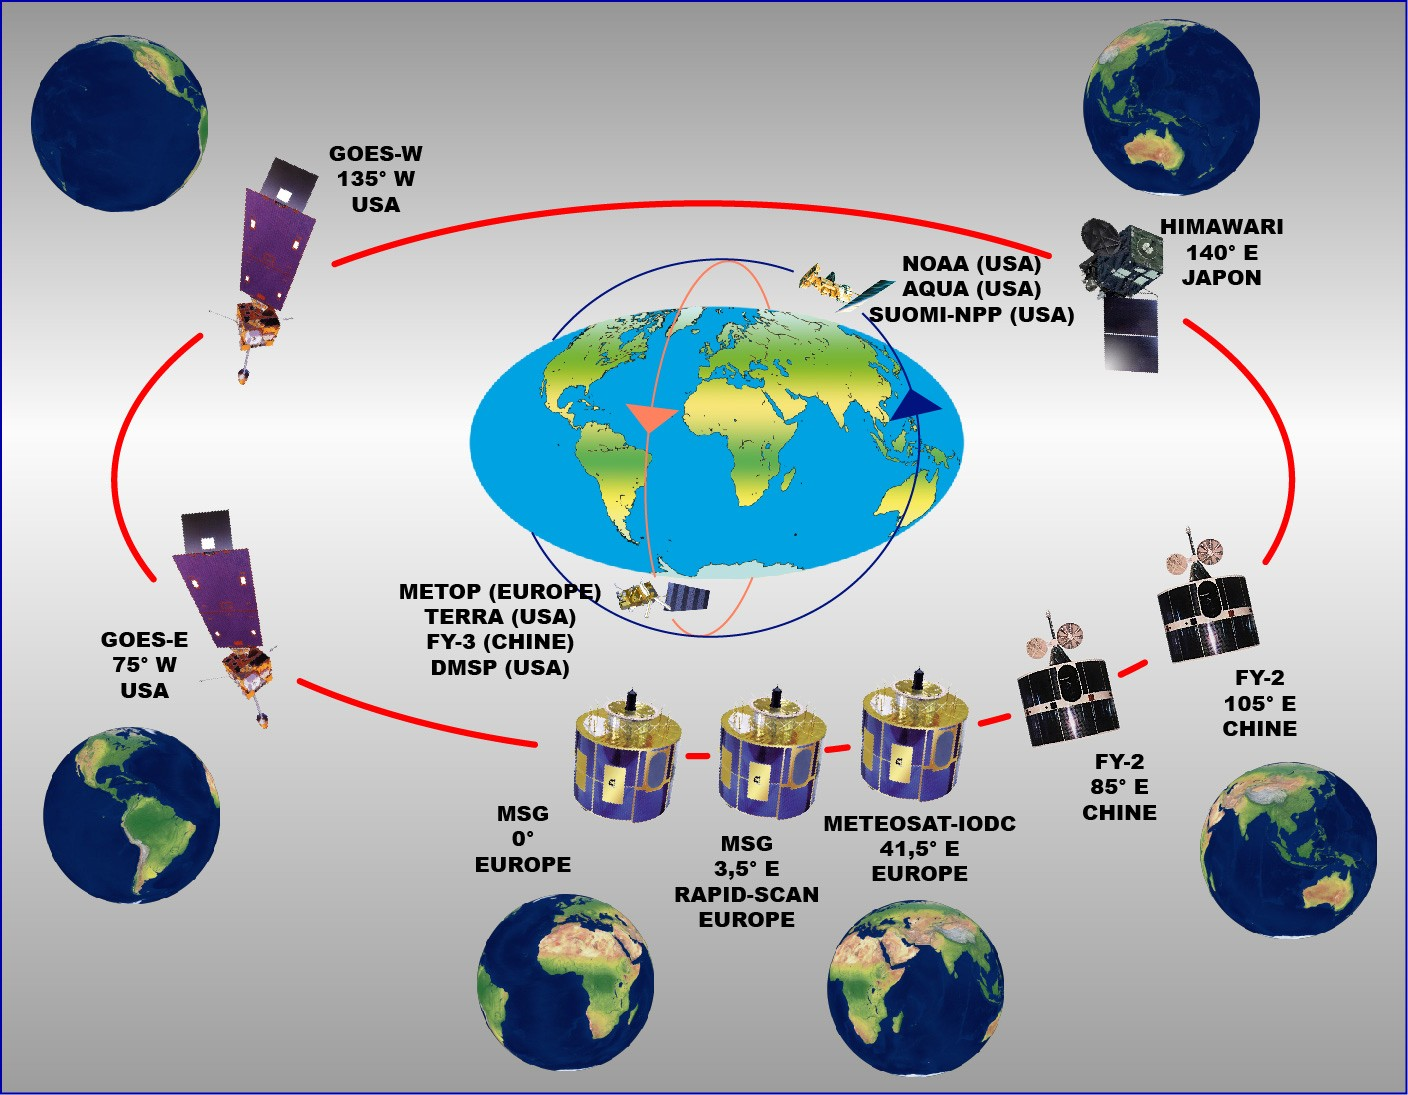 GOES-W
135° W
USA
HIMAWARI
140° E
JAPON
NOAA (USA)
AQUA (USA)
SUOMI-NPP (USA)
METOP (EUROPE)
TERRA (USA)
FY-3 (CHINE)
DMSP (USA)
GOES-E
75° W
USA
MSG
0°
EUROPE
MSG
3,5° E
RAPID-SCAN
EUROPE
METEOSAT-IODC
41,5° E
EUROPE
FY-2
85° E
CHINE
FY-2
105° E
CHINE